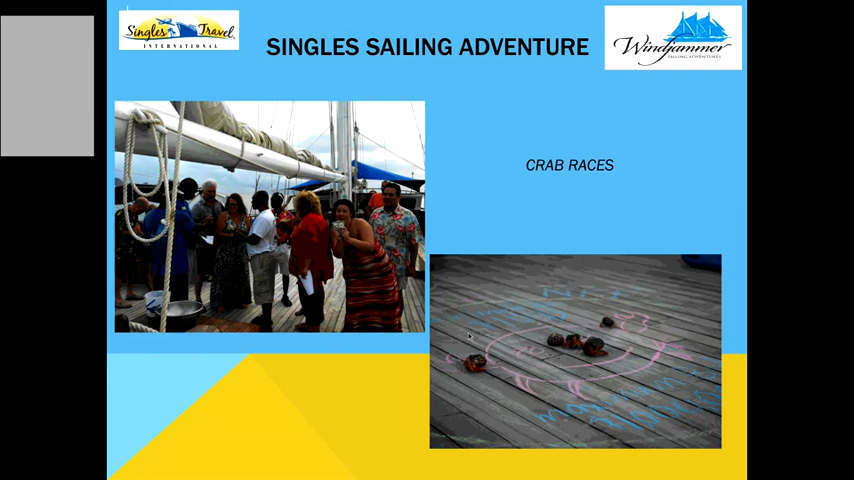 Singles Travel
INTERNATIONAL
SINGLES SAILING ADVENTURE
Windjammer
SAILING ADVENTURES
CRAB RACES